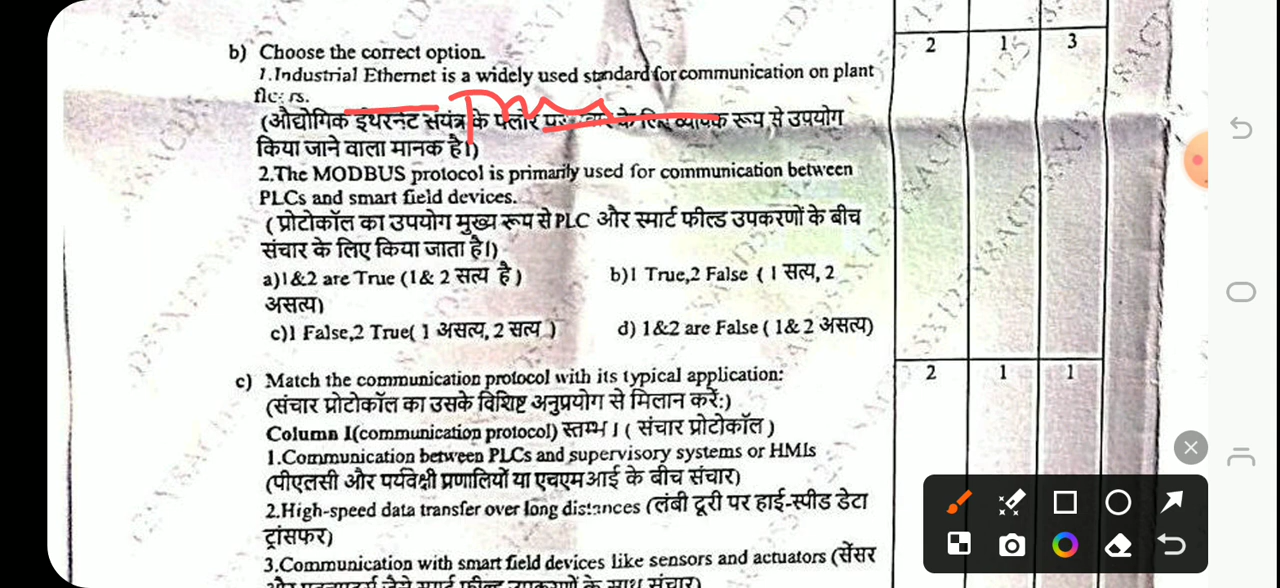 b) Choose the correct option.
2 1 3
1.Industrial Ethernet is a widely used standard for communication on plant
(औद्योगिक ईथरनेट संयंत्र के फ्लोर के लिए व्यापक रूप से उपयोग
किया जाने वाला मानक है।)
2.The MODBUS protocol is primarily used for communication between
PLCs and smart field devices.
( प्रोटोकॉल का उपयोग मुख्य रूप से PLC और स्मार्ट फील्ड उपकरणों के बीच
संचार के लिए किया जाता है।)
a)1&2 are True (1& 2 सत्य है ) b)1 True,2 False ( 1 सत्य, 2
असत्य)
c)1 False,2 True( 1 असत्य, 2 सत्य ) d) 1&2 are False ( 1& 2 असत्य)
c) Match the communication protocol with its typical application:
2 1 1
(संचार प्रोटोकॉल का उसके विशिष्ट अनुप्रयोग से मिलान करें:)
Column I(communication protocol) स्तम्भ I ( संचार प्रोटोकॉल )
1.Communication between PLCs and supervisory systems or HMIs
(पीएलसी और पर्यवेक्षी प्रणालियों या एचएमआई के बीच संचार)
2.High-speed data transfer over long distances (लंबी दूरी पर हाई-स्पीड डेटा
ट्रांसफर)
3.Communication with smart field devices like sensors and actuators (सेंसर
और एक्चुएटर्स जैसे स्मार्ट फील्ड उपकरणों के साथ संचार)